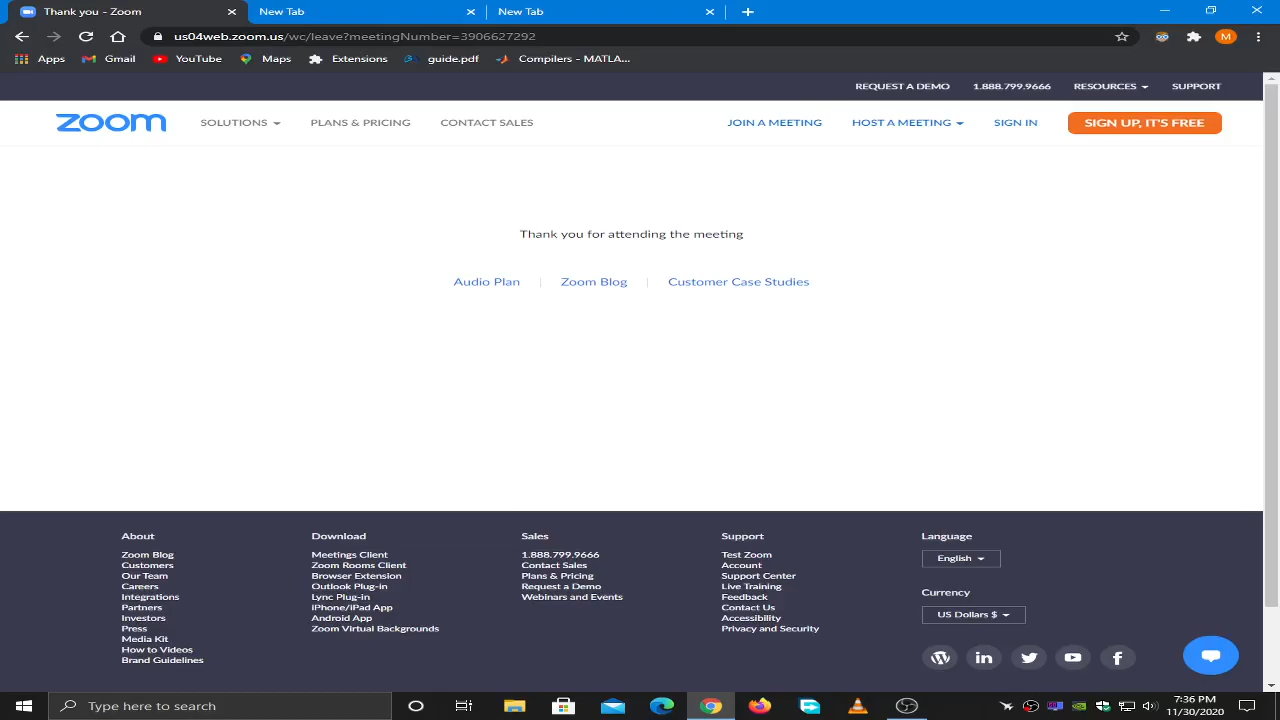 Thank you - Zoom
New Tab
New Tab
us04web.zoom.us/wc/leave?meetingNumber=3906627292
M
Apps
Gmail
YouTube
Maps
Extensions
guide.pdf
Compilers - MATLA...
REQUEST A DEMO
1.888.799.9666
RESOURCES
SUPPORT
zoom
SOLUTIONS
PLANS & PRICING
CONTACT SALES
JOIN A MEETING
HOST A MEETING
SIGN IN
SIGN UP, IT'S FREE
Thank you for attending the meeting
Audio Plan
Zoom Blog
Customer Case Studies
About
Zoom Blog
Customers
Our Team
Careers
Integrations
Partners
Investors
Press
Media Kit
How to Videos
Brand Guidelines
Download
Meetings Client
Zoom Rooms Client
Browser Extension
Outlook Plug-in
Lync Plug-in
iPhone/iPad App
Android App
Zoom Virtual Backgrounds
Sales
1.888.799.9666
Contact Sales
Plans & Pricing
Request a Demo
Webinars and Events
Support
Test Zoom
Account
Support Center
Live Training
Feedback
Contact Us
Accessibility
Privacy and Security
Language
English
Currency
US Dollars $
Type here to search
7:36 PM
11/30/2020